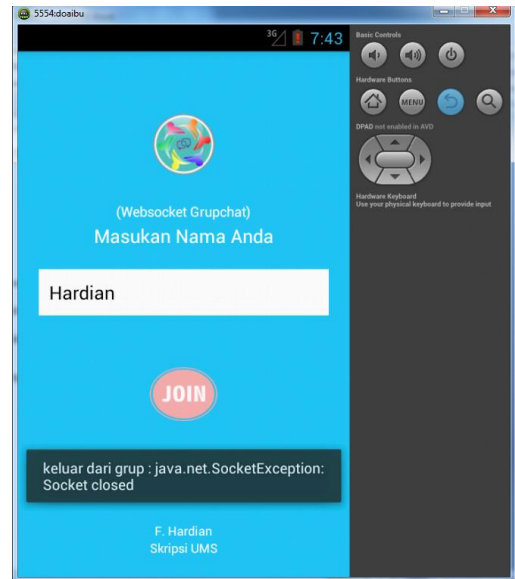 5554:doaibu
3G 7:43
(Websocket Grupchat)
Masukan Nama Anda
Hardian
JOIN
keluar dari grup : java.net.SocketException:
Socket closed
F. Hardian
Skripsi UMS
Basic Controls
Hardware Buttons
MENU
DPAD not enabled in AVD
Hardware Keyboard
Use your physical keyboard to provide input